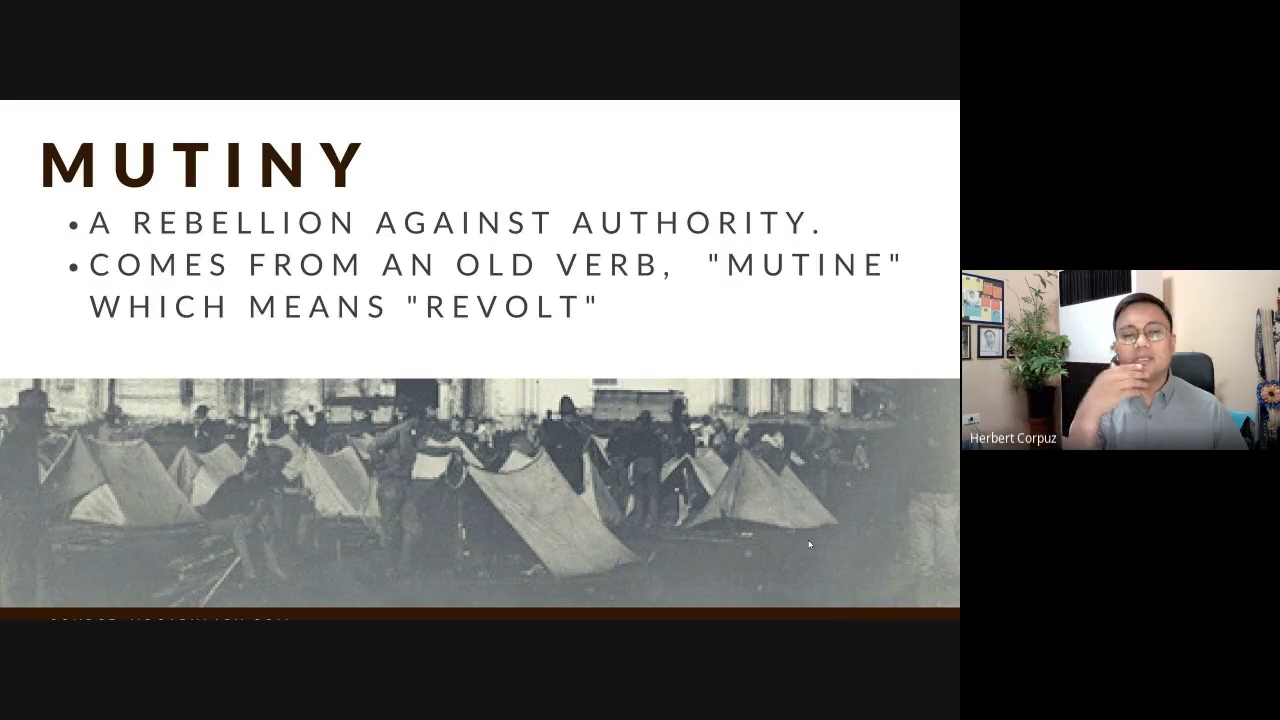 MUTINY
• A REBELLION AGAINST AUTHORITY.
• COMES FROM AN OLD VERB, "MUTINE"
WHICH MEANS "REVOLT"
Herbert Corpuz